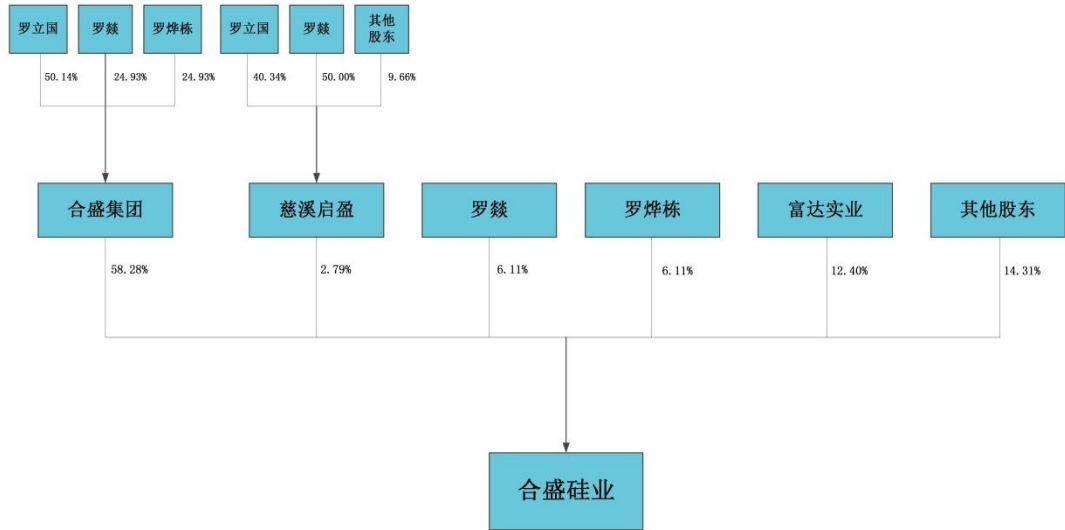 罗立国
罗燚
罗烨栋
罗立国
罗燚
其他
股东
50.14%
24.93%
24.93%
40.34%
50.00%
9.66%
合盛集团
慈溪启盈
罗燚
罗烨栋
富达实业
其他股东
58.28%
2.79%
6.11%
6.11%
12.40%
14.31%
合盛硅业